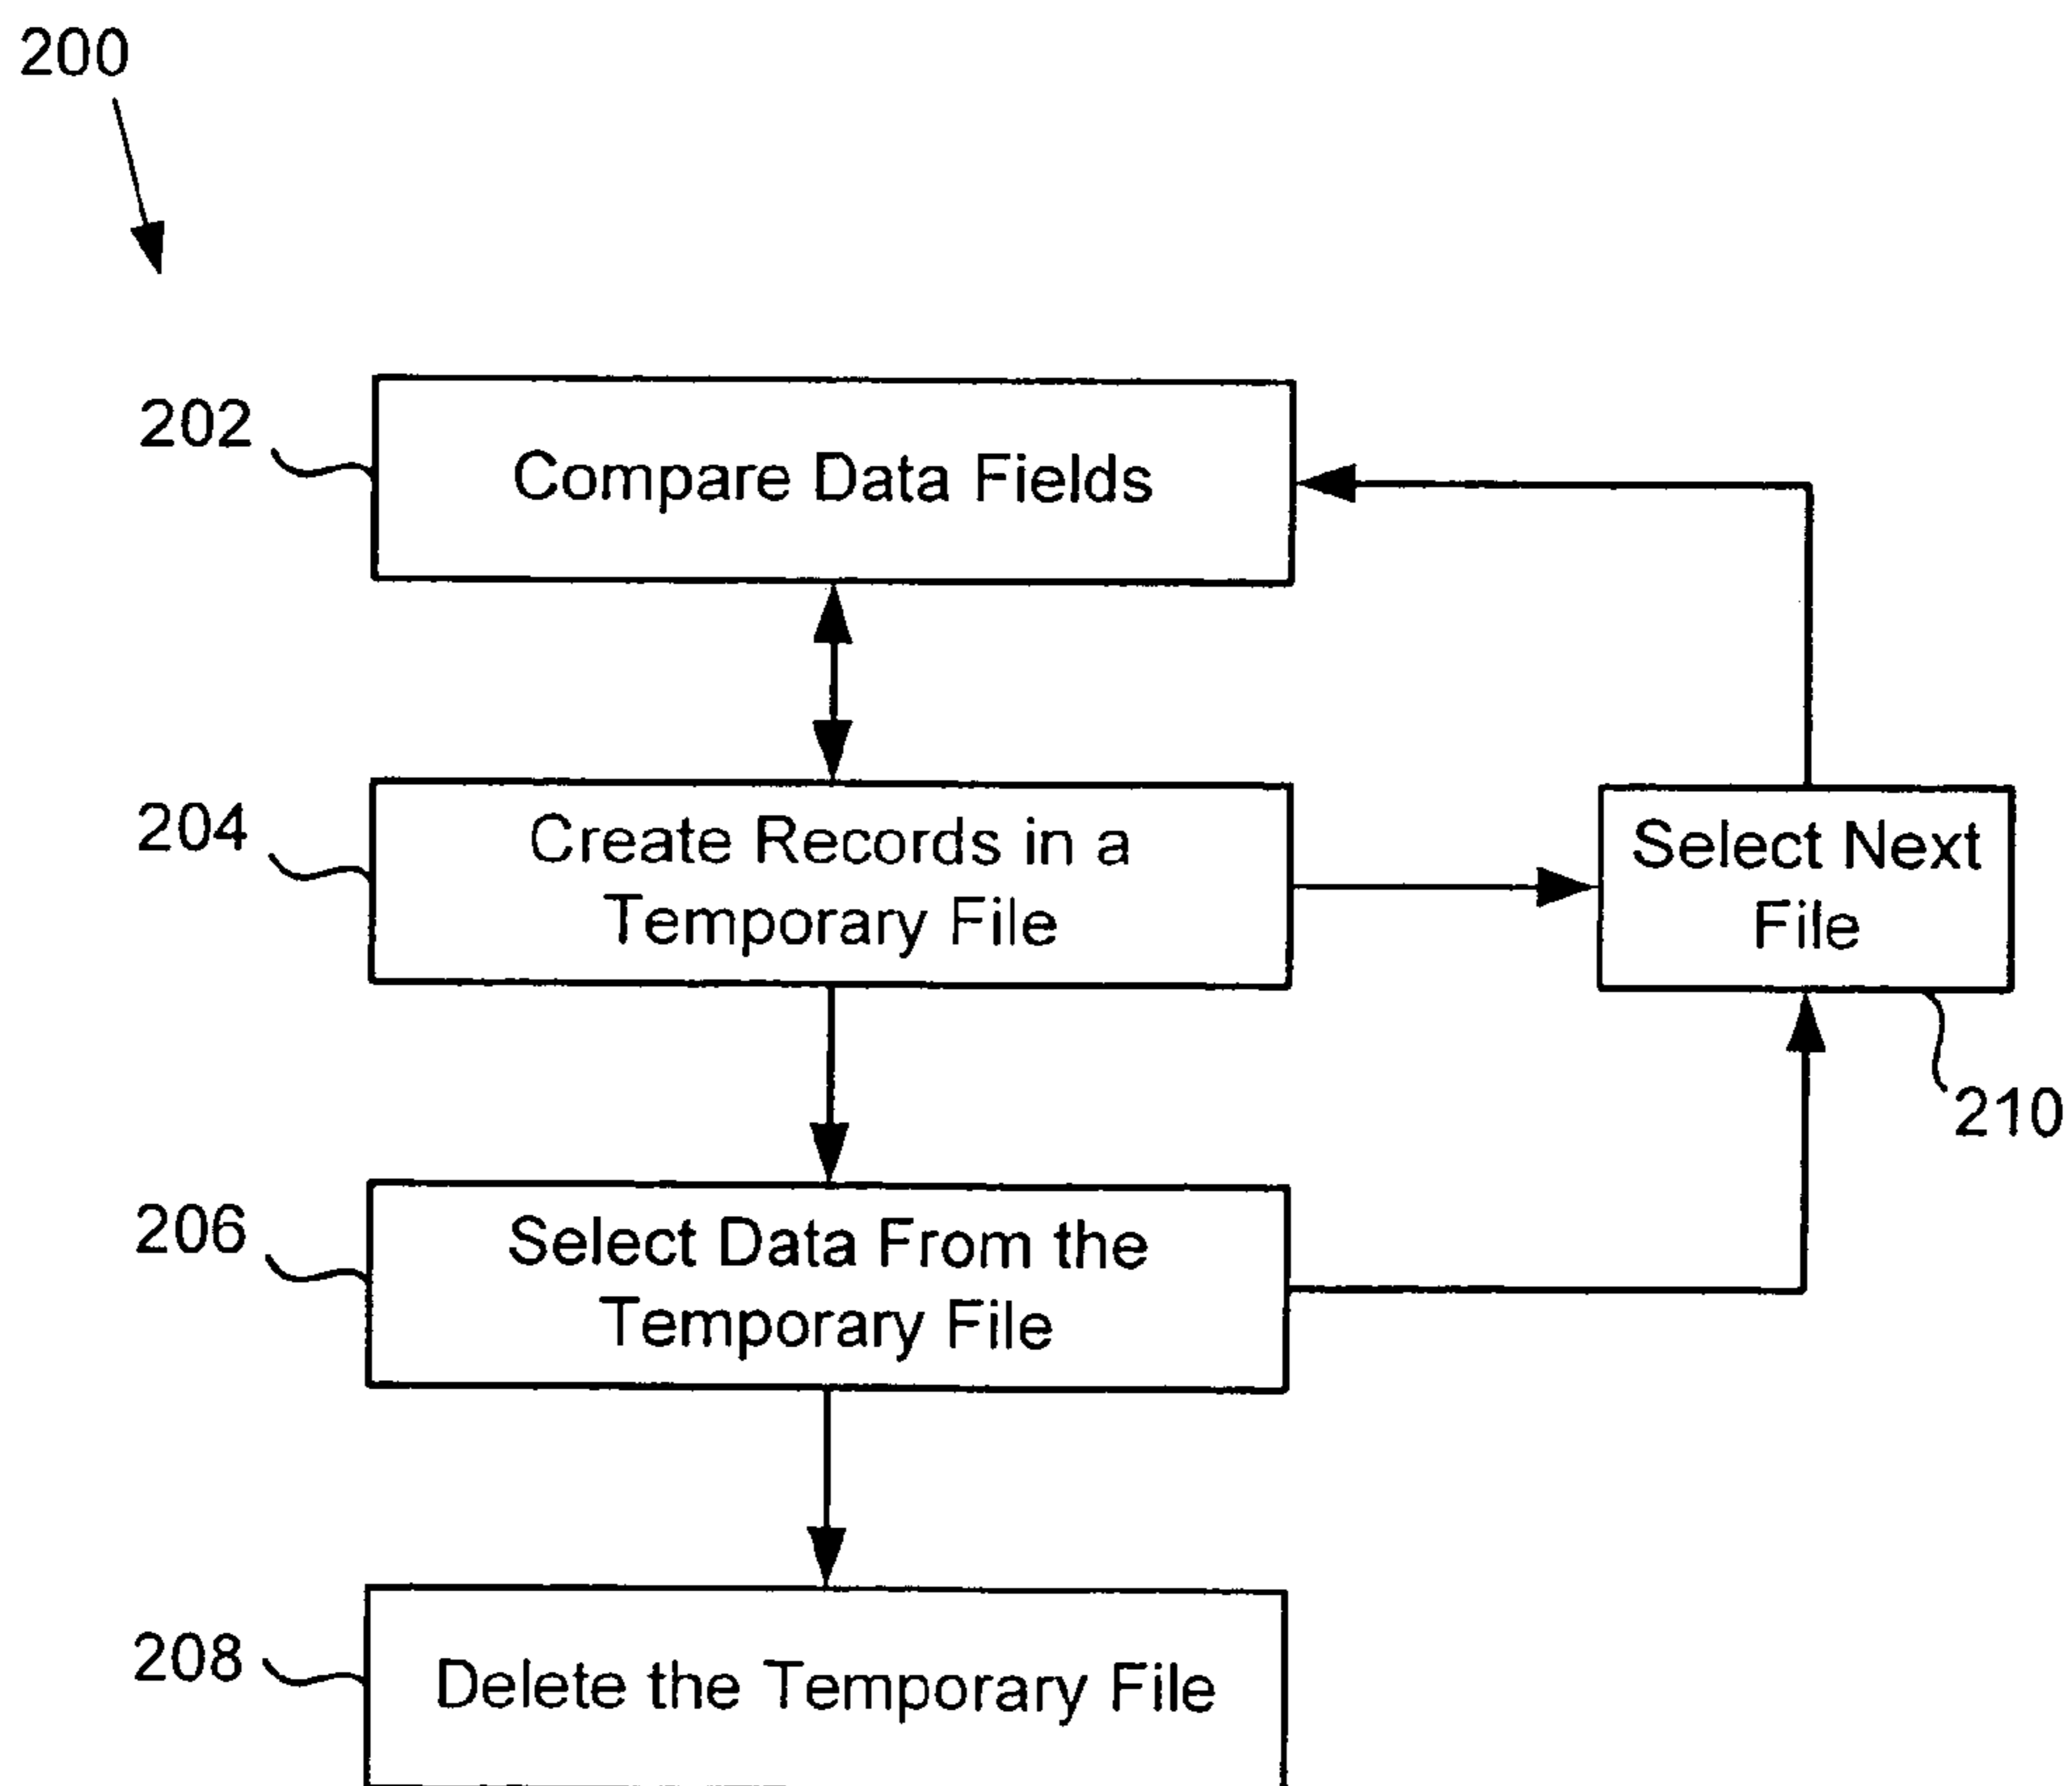 200
202
Compare Data Fields
204
Create Records in a
Temporary File
Select Next
File
210
206
Select Data From the
Temporary File
208
Delete the Temporary File